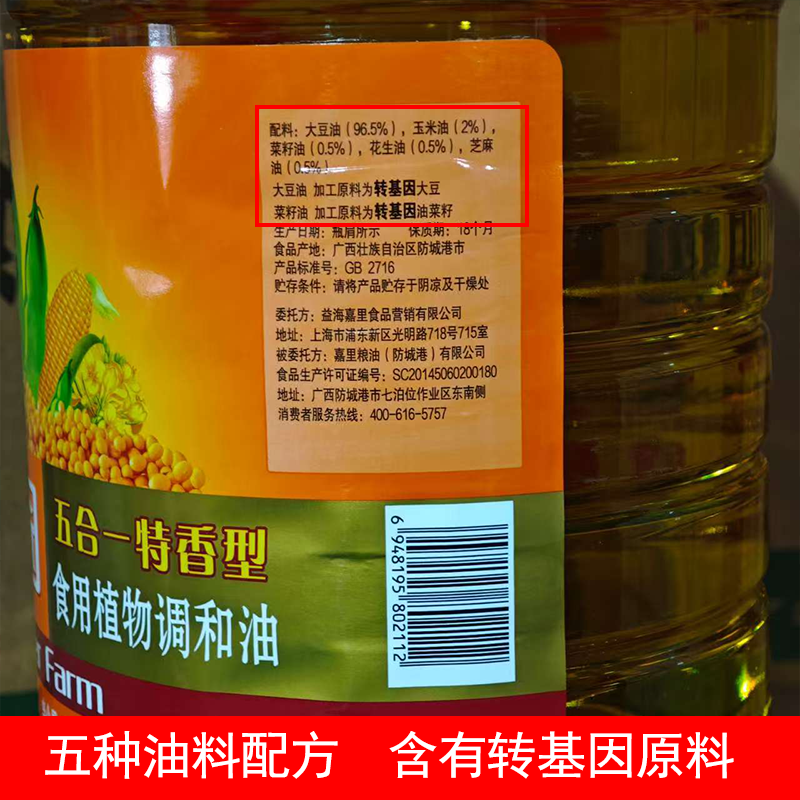 配料：大豆油（96.5%），玉米油（2%），
菜籽油（0.5%），花生油（0.5%），芝麻
油（0.5%）
大豆油 加工原料为转基因大豆
菜籽油 加工原料为转基因油菜籽
生产日期：瓶肩所示 保质期：18个月
食品产地：广西壮族自治区防城港市
产品标准号：GB 2716
贮存条件：请将产品贮存于阴凉及干燥处
委托方：益海嘉里食品营销有限公司
地址：上海市浦东新区光明路718号715室
被委托方：嘉里粮油（防城港）有限公司
食品生产许可证编号：SC20145060200180
地址：广西防城港市七泊位作业区东南侧
消费者服务热线：400-616-5757
五合一特香型
食用植物调和油
Farm
6 948195 802112
五种油料配方 含有转基因原料